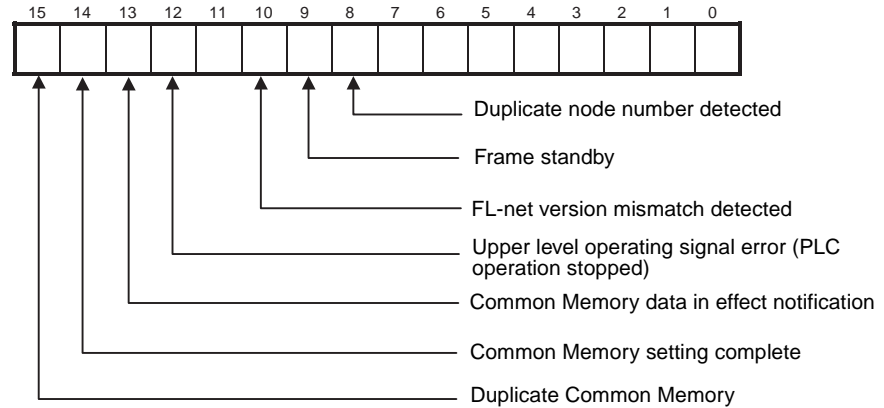 15 14 13 12 11 10 9 8 7 6 5 4 3 2 1 0
Duplicate node number detected
Frame standby
FL-net version mismatch detected
Upper level operating signal error (PLC
operation stopped)
Common Memory data in effect notification
Common Memory setting complete
Duplicate Common Memory